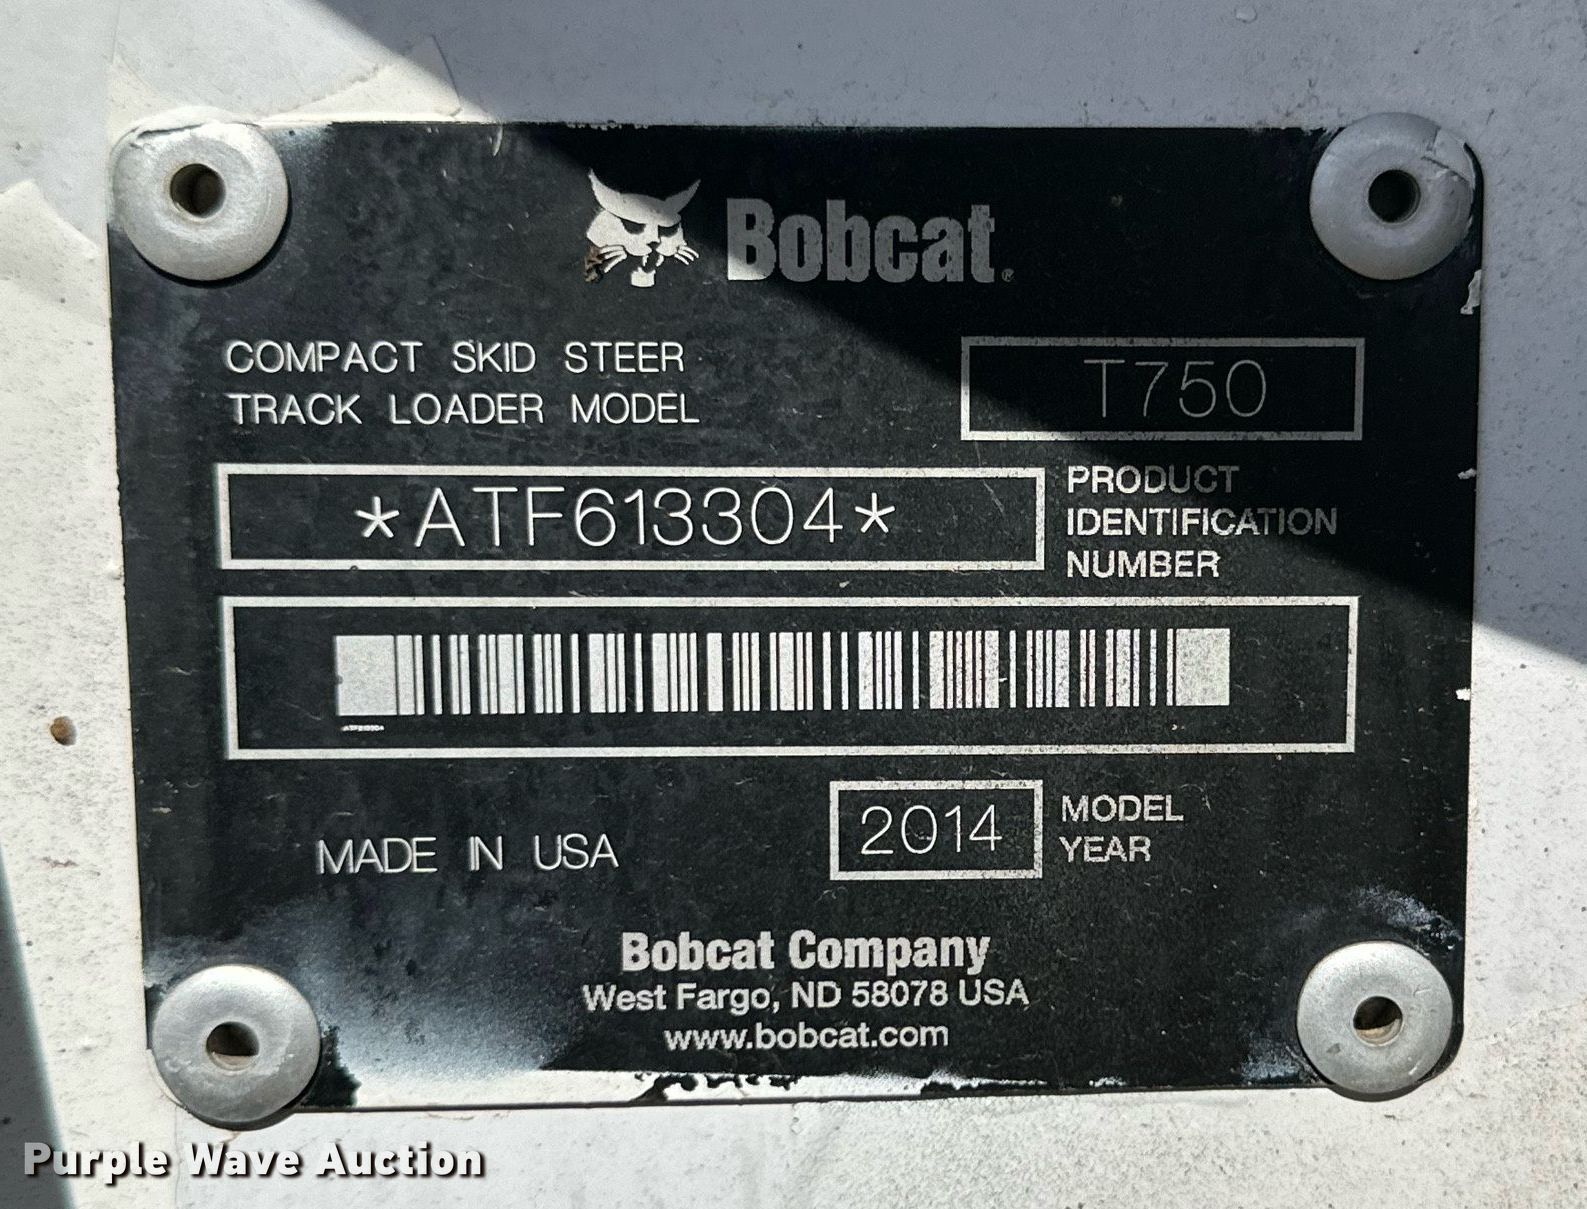 Bobcat®
COMPACT SKID STEER
TRACK LOADER MODEL
T750
*ATF613304*
PRODUCT
IDENTIFICATION
NUMBER
MADE IN USA
2014
MODEL
YEAR
Bobcat Company
West Fargo, ND 58078 USA
www.bobcat.com
Purple Wave Auction